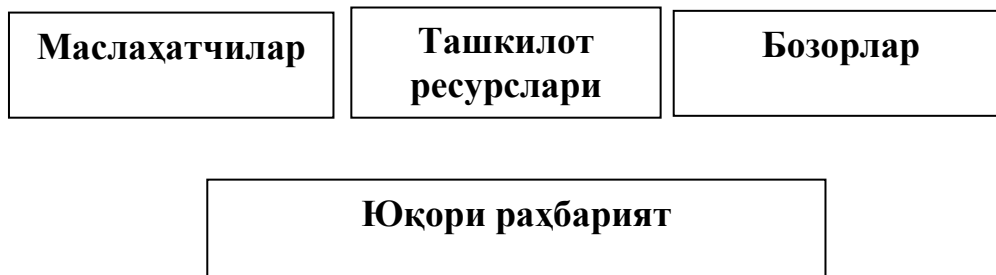 Маслаҳатчилар
Ташкилот
ресурслари
Бозорлар
Юқори раҳбарият